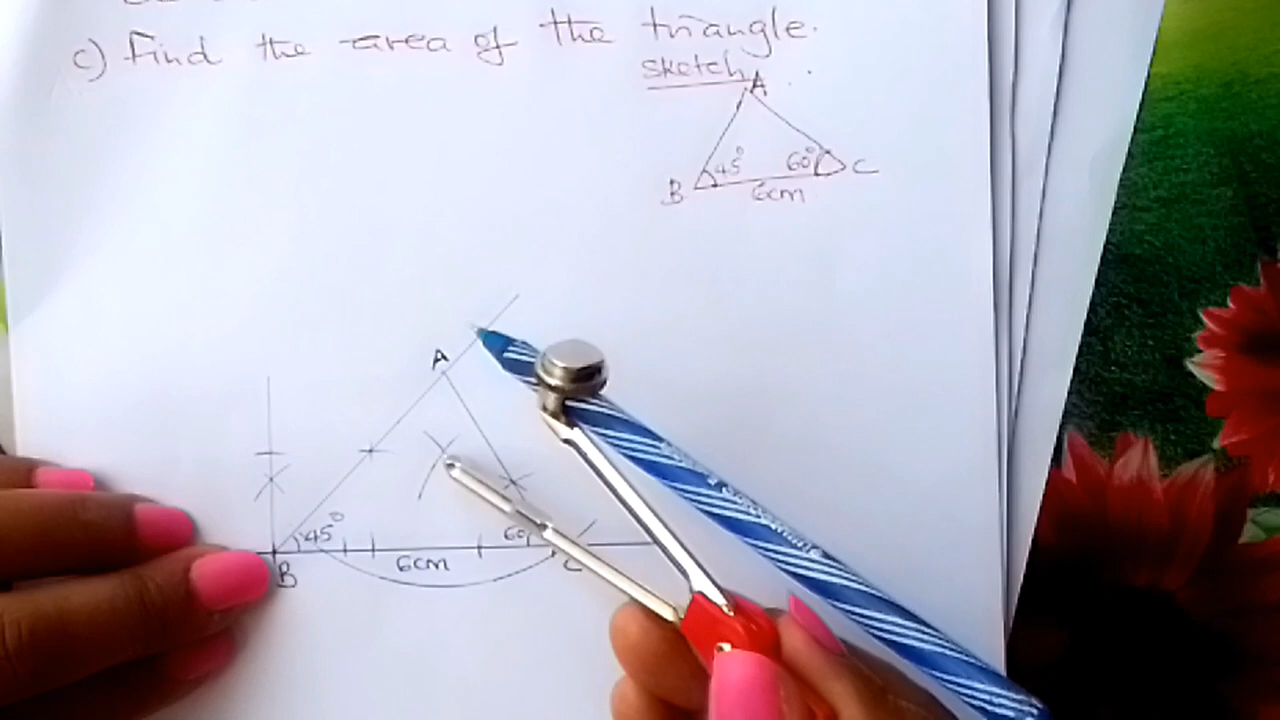 c) Find the area of the triangle.
sketch
A
45° 60°
B C
6cm
A
45° 60
6cm
B C